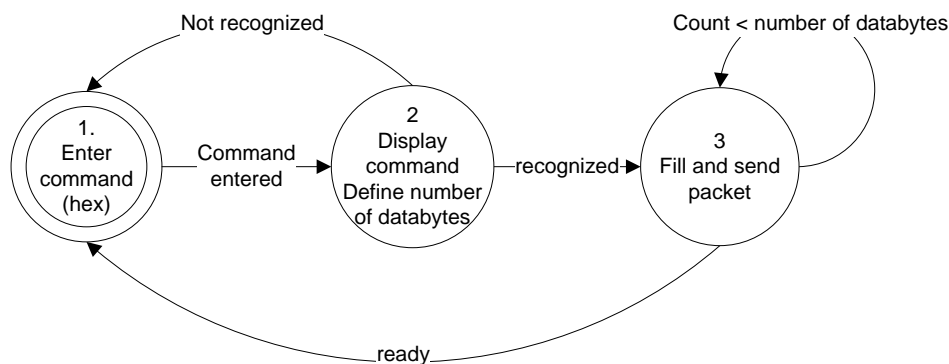 Not recognized
Count < number of databytes
1.
Enter
command
(hex)
Command
entered
2
Display
command
Define number
of databytes
recognized
3
Fill and send
packet
ready